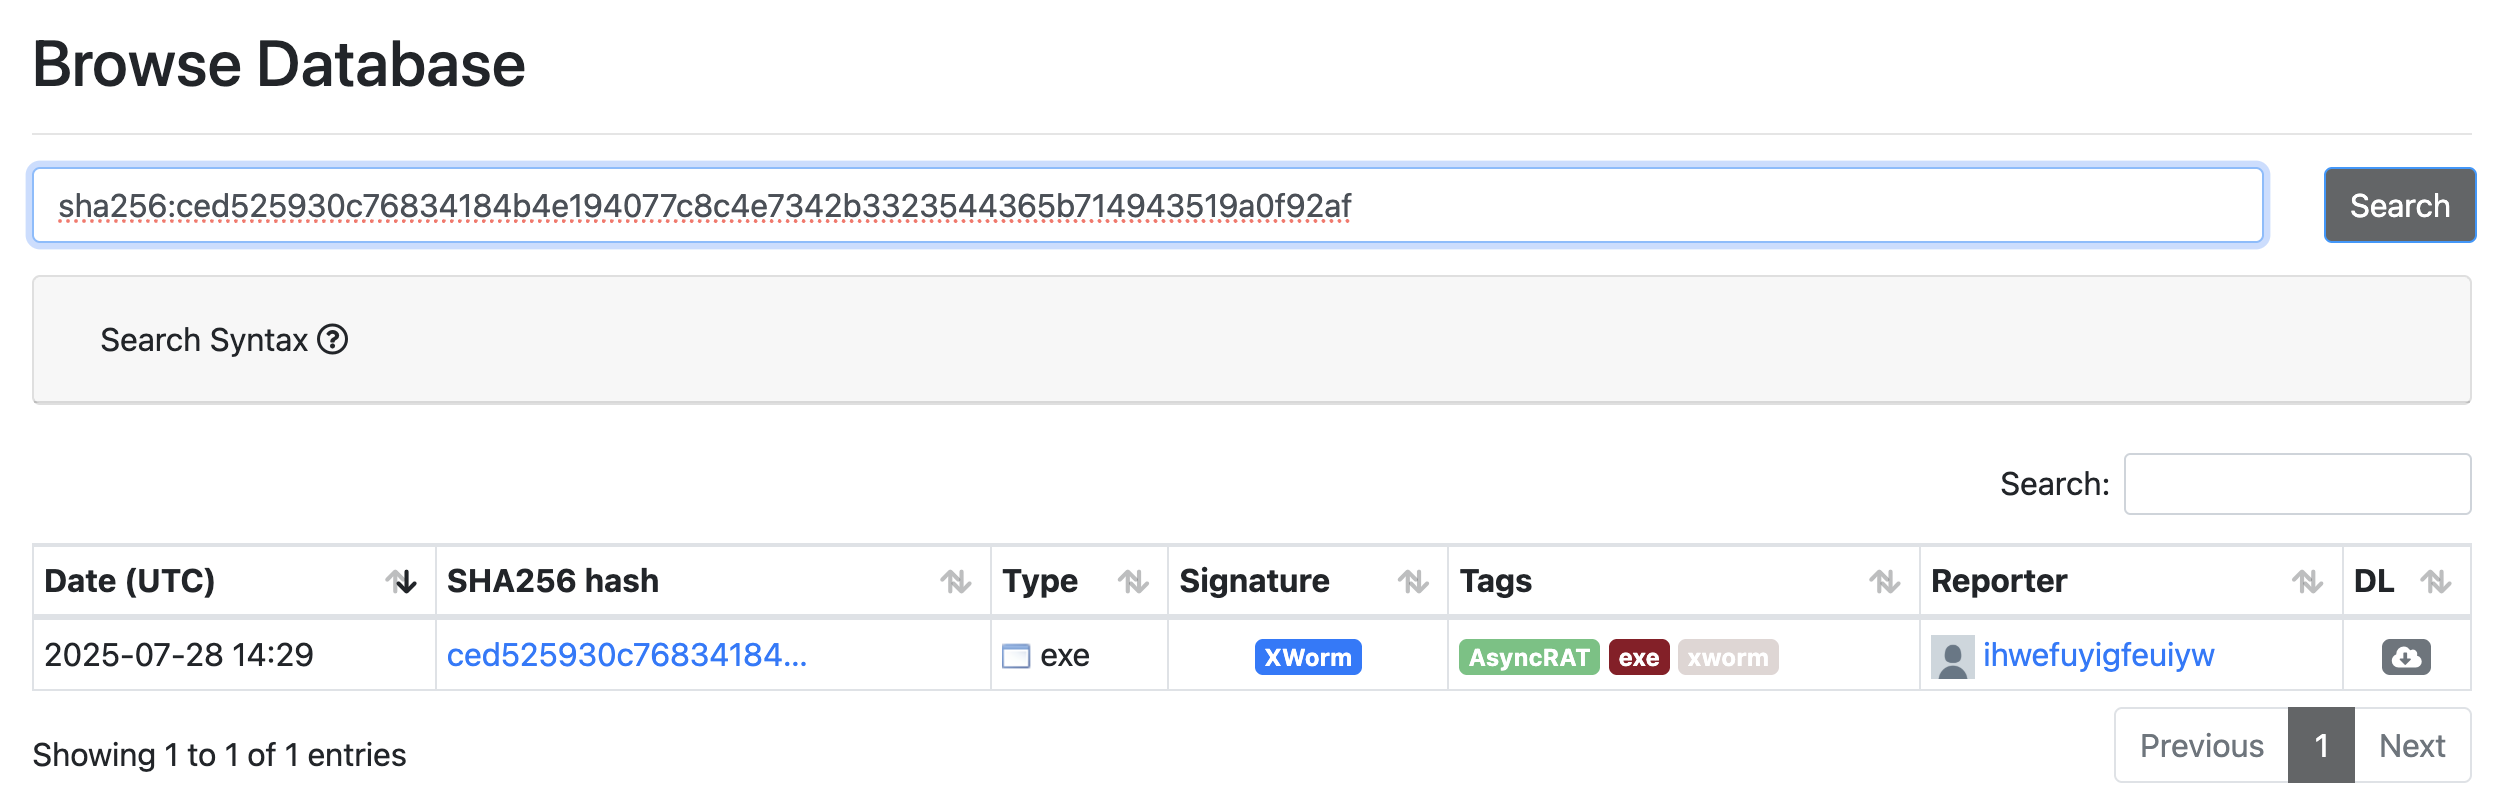 Browse Database
sha256:ced525930c76834184b4e194077c8c4e7342b3323544365b714943519a0f92af
Search
Search Syntax ?
Search:
Date (UTC) SHA256 hash Type Signature Tags Reporter DL
2025-07-28 14:29 ced525930c76834184... exe XWorm AsyncRAT exe xworm ihwefuyigfeuiyw
Showing 1 to 1 of 1 entries
Previous 1 Next